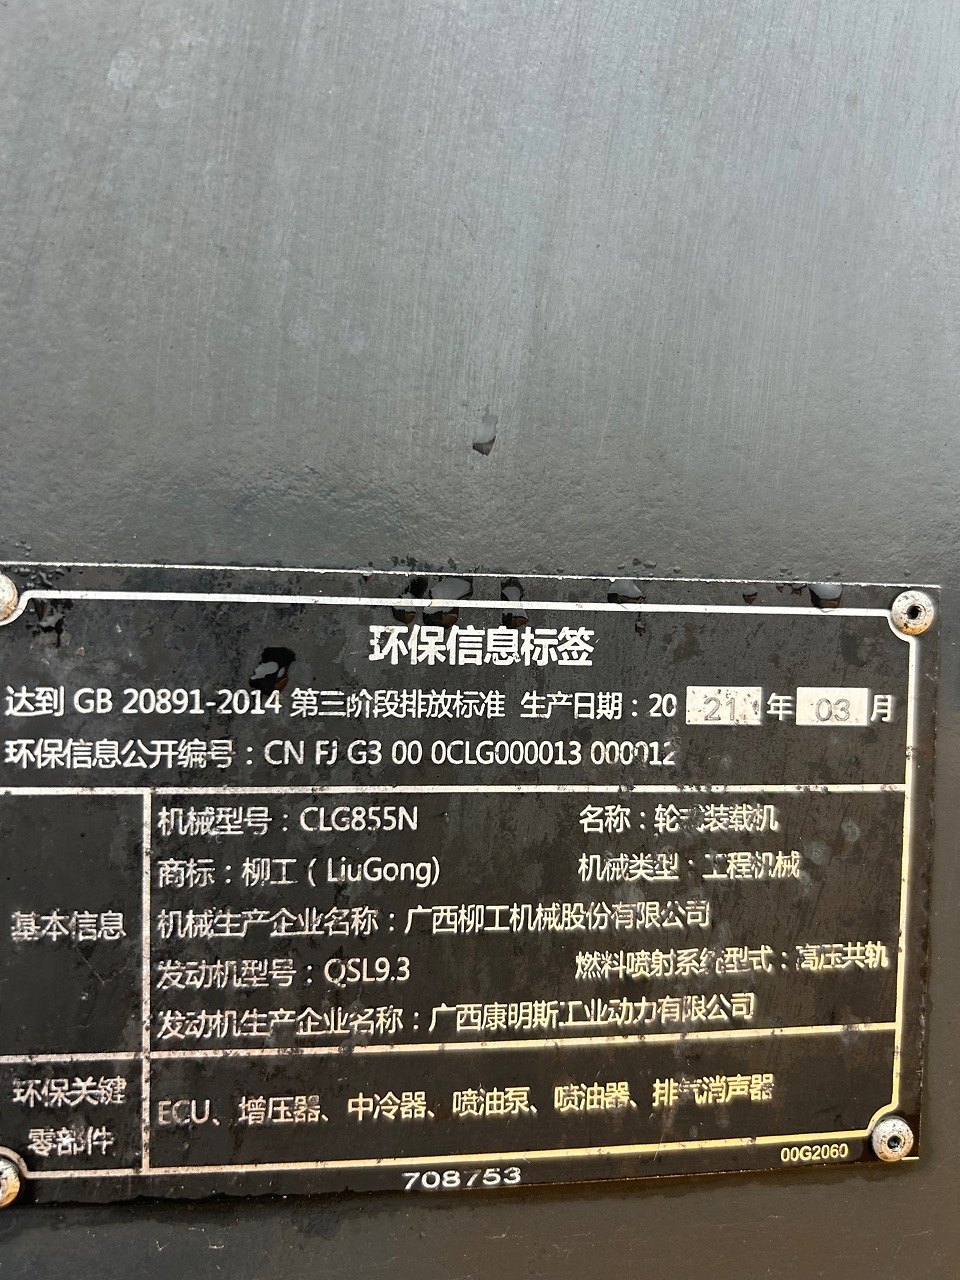 环保信息标签
达到 GB 20891-2014 第三阶段排放标准 生产日期：2021年03月
环保信息公开编号：CN FJ G3 00 0CLG000013 000012
基本信息
机械型号：CLG855N 名称：轮式装载机
商标：柳工（LiuGong) 机械类型：工程机械
机械生产企业名称：广西柳工机械股份有限公司
发动机型号：QSL9.3 燃料喷射系统型式：高压共轨
发动机生产企业名称：广西康明斯工业动力有限公司
环保关键零部件
ECU、增压器、中冷器、喷油泵、喷油器、排气消声器
00G2060
708753